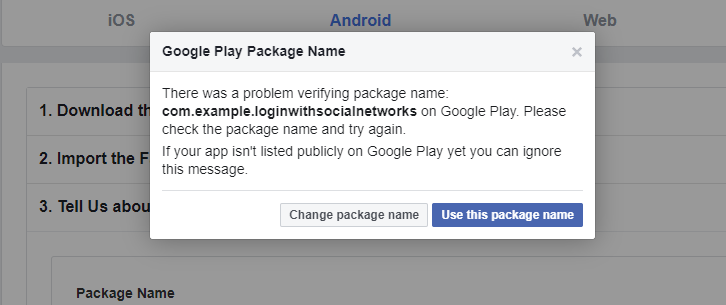 iOS Android Web
Google Play Package Name ×
There was a problem verifying package name:
com.example.loginwithsocialnetworks on Google Play. Please
check the package name and try again.
If your app isn't listed publicly on Google Play yet you can ignore
this message.
Change package name Use this package name
1. Download
2. Import the
3. Tell Us
Package Name